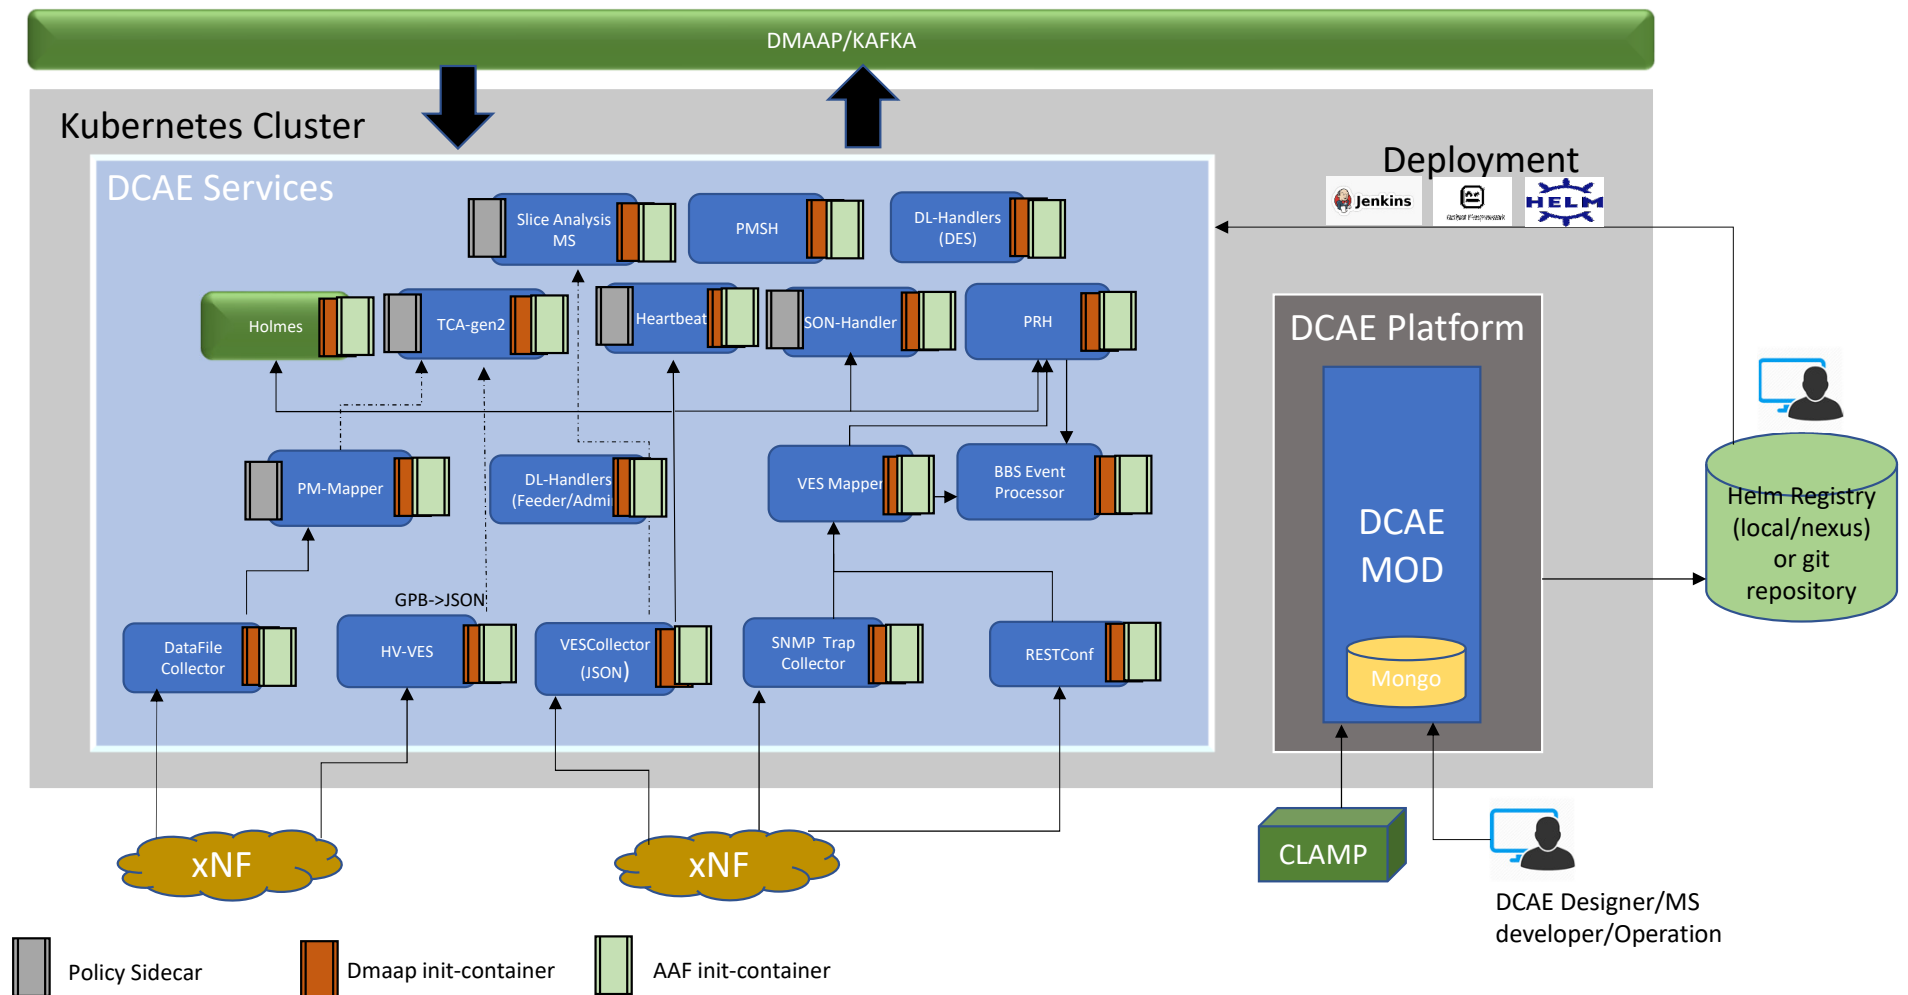 DMAAP/KAFKA
Kubernetes Cluster
Deployment
Jenkins
HELM
DCAE Services
Slice Analysis
MS
PMSH
DL-Handlers
(DES)
Holmes
TCA-gen2
Heartbeat
SON-Handler
PRH
DCAE Platform
PM-Mapper
DL-Handlers
(Feeder/Admi
VES Mapper
BBS Event
Processor
DCAE
MOD
Mongo
Helm Registry
(local/nexus)
or git
repository
GPB->JSON
DataFile
Collector
HV-VES
VESCollector
(JSON)
SNMP Trap
Collector
RESTConf
xNF
xNF
CLAMP
DCAE Designer/MS
developer/Operation
Policy Sidecar
Dmaap init-container
AAF init-container